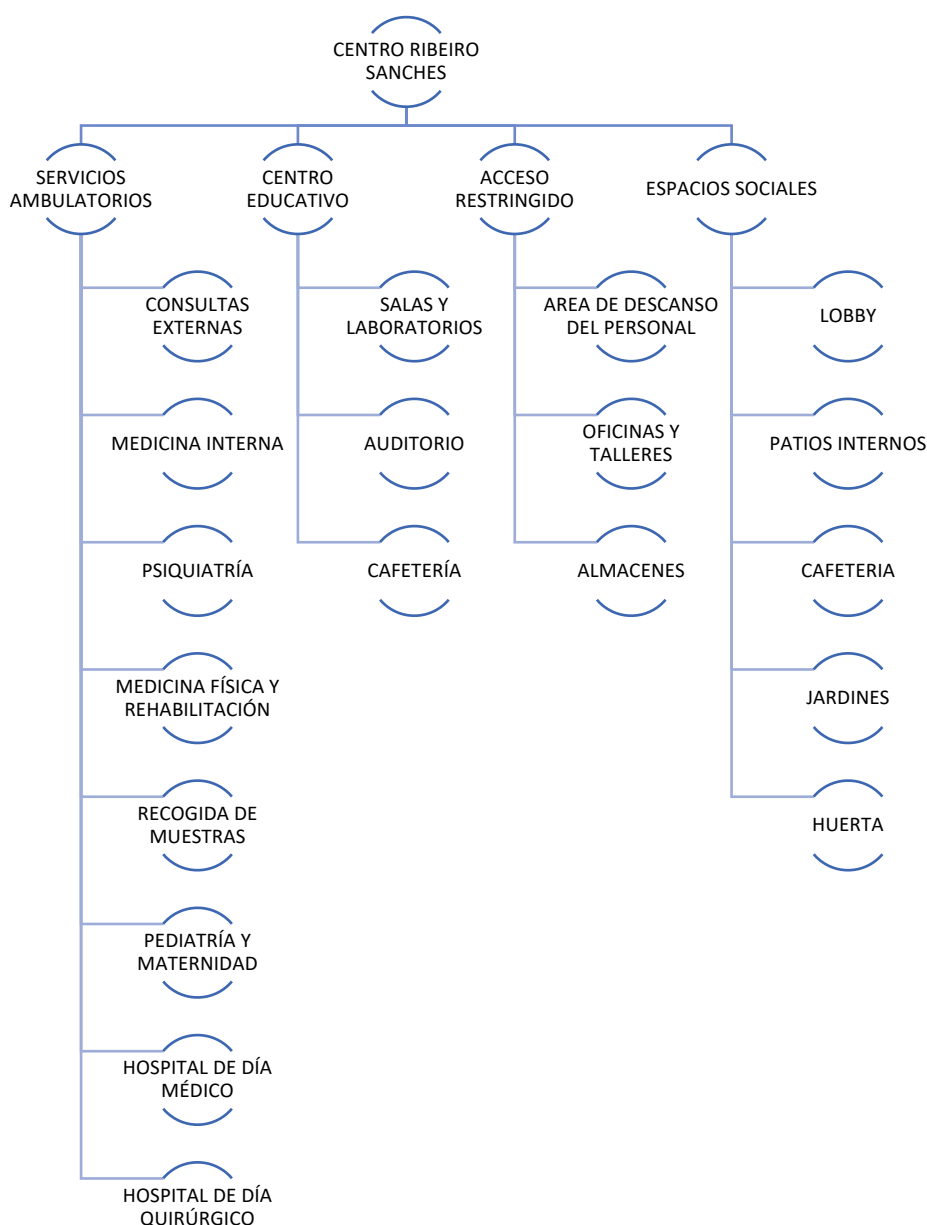 CENTRO RIBEIRO
SANCHES
SERVICIOS
AMBULATORIOS
CONSULTAS
EXTERNAS
MEDICINA INTERNA
PSIQUIATRÍA
MEDICINA FÍSICA Y
REHABILITACIÓN
RECOGIDA DE
MUESTRAS
PEDIATRÍA Y
MATERNIDAD
HOSPITAL DE DÍA
MÉDICO
HOSPITAL DE DÍA
QUIRÚRGICO
CENTRO
EDUCATIVO
SALAS Y
LABORATORIOS
AUDITORIO
CAFETERÍA
ACCESO
RESTRINGIDO
AREA DE DESCANSO
DEL PERSONAL
OFICINAS Y
TALLERES
ALMACENES
ESPACIOS SOCIALES
LOBBY
PATIOS INTERNOS
CAFETERIA
JARDINES
HUERTA